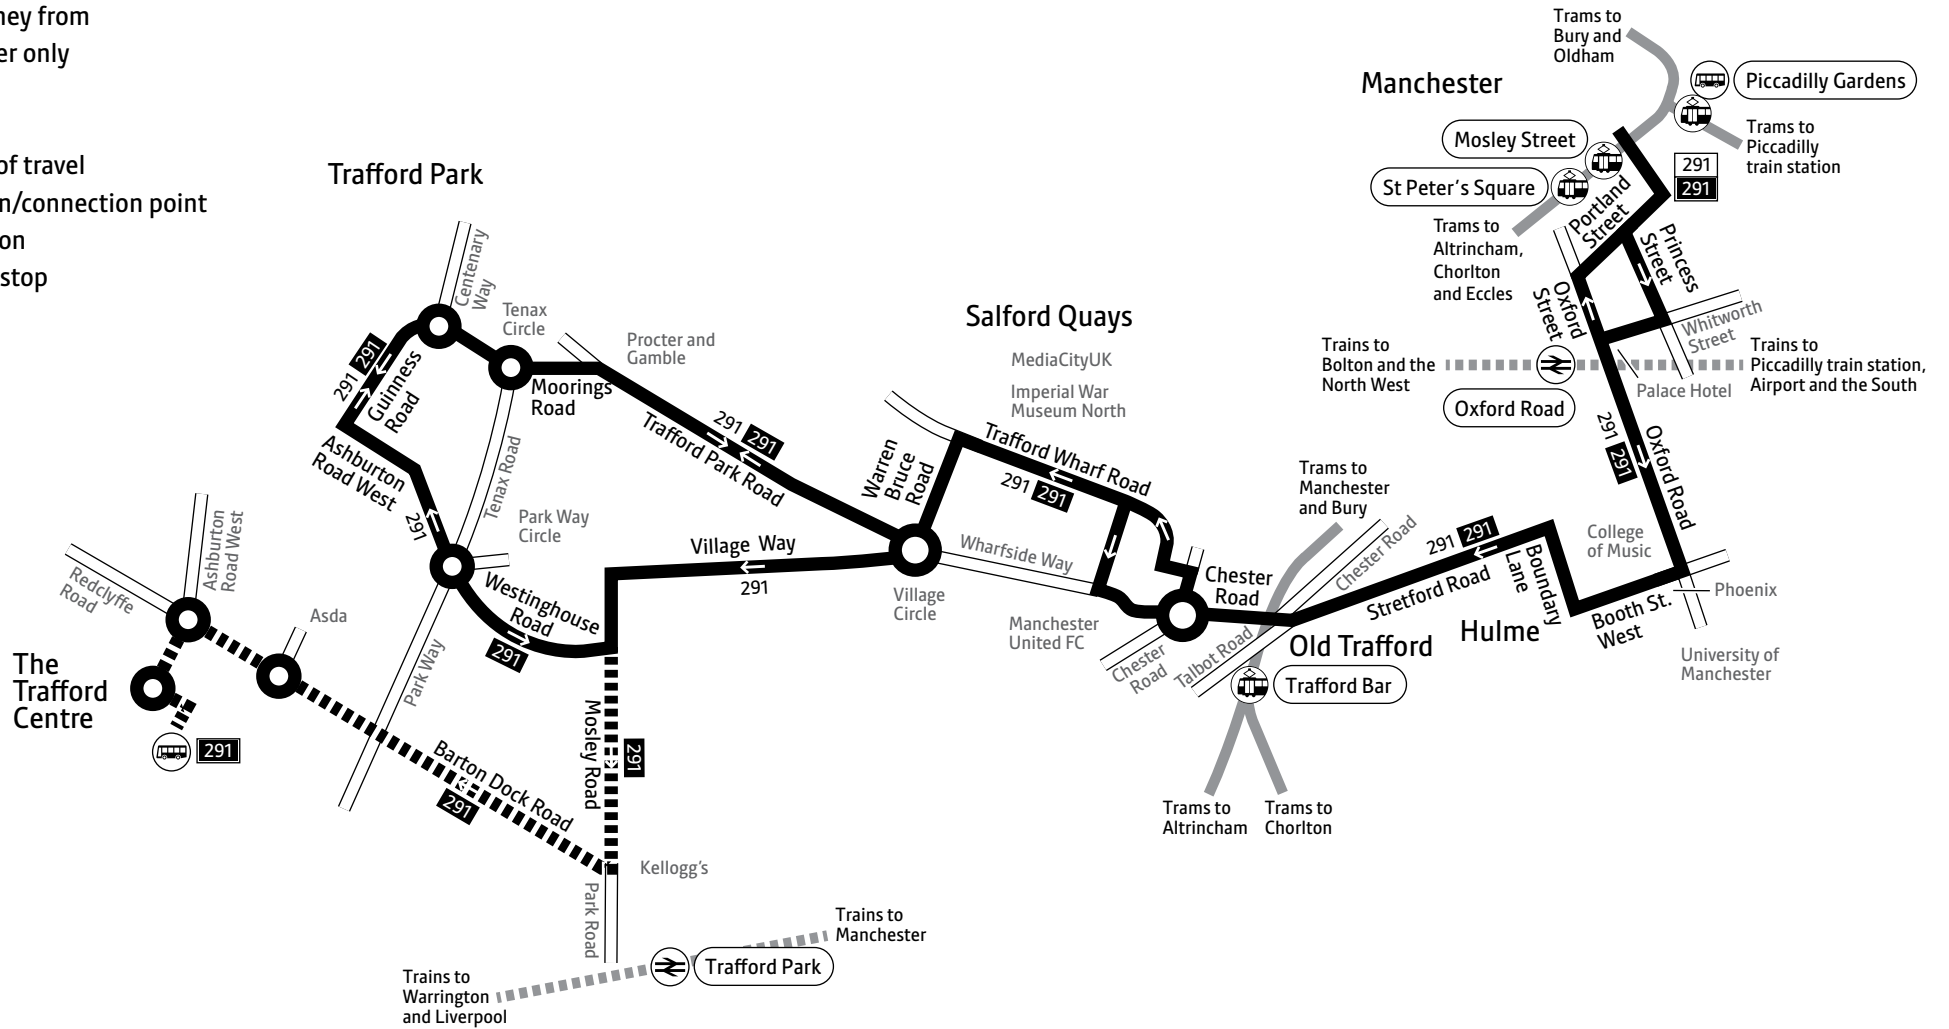 ney from
er only
of travel
n/connection point
on
stop
Trams to
Bury and
Oldham
Manchester
Piccadilly Gardens
Trams to
Piccadilly
train station
Mosley Street
St Peter's Square
291
291
Trams to
Altrincham,
Chorlton
and Eccles
Portland
Street
Princess
Street
Oxford
Street
Whitworth
Street
Trains to
Bolton and the
North West
Trains to
Piccadilly train station,
Airport and the South
Palace Hotel
Oxford Road
291
291
Oxford Road
College
of Music
Phoenix
University of
Manchester
Booth St.
West
Boundary
Lane
Hulme
291 291
Stretford Road
Trams to
Manchester
and Bury
Chester Road
Old Trafford
Trafford Bar
Talbot Road
Trams to
Altrincham
Trams to
Chorlton
Chester
Road
Chester
Road
Manchester
United FC
Salford Quays
MediaCityUK
Imperial War
Museum North
Trafford Wharf Road
291 291
Warren
Bruce
Road
Wharfside Way
Village
Circle
Village Way
291
Trafford Park
Centenary
Way
Tenax
Circle
Procter and
Gamble
Moorings
Road
291 291
Trafford Park Road
291 291
Guinness
Road
Ashburton
Road West
291
Tenax Road
Park Way
Circle
Westinghouse
Road
291
Park Way
Ashburton
Road West
Redclyffe
Road
Asda
The
Trafford
Centre
291
Barton Dock Road
291
Mosley Road
291
Kellogg's
Park Road
Trains to
Manchester
Trafford Park
Trains to
Warrington
and Liverpool